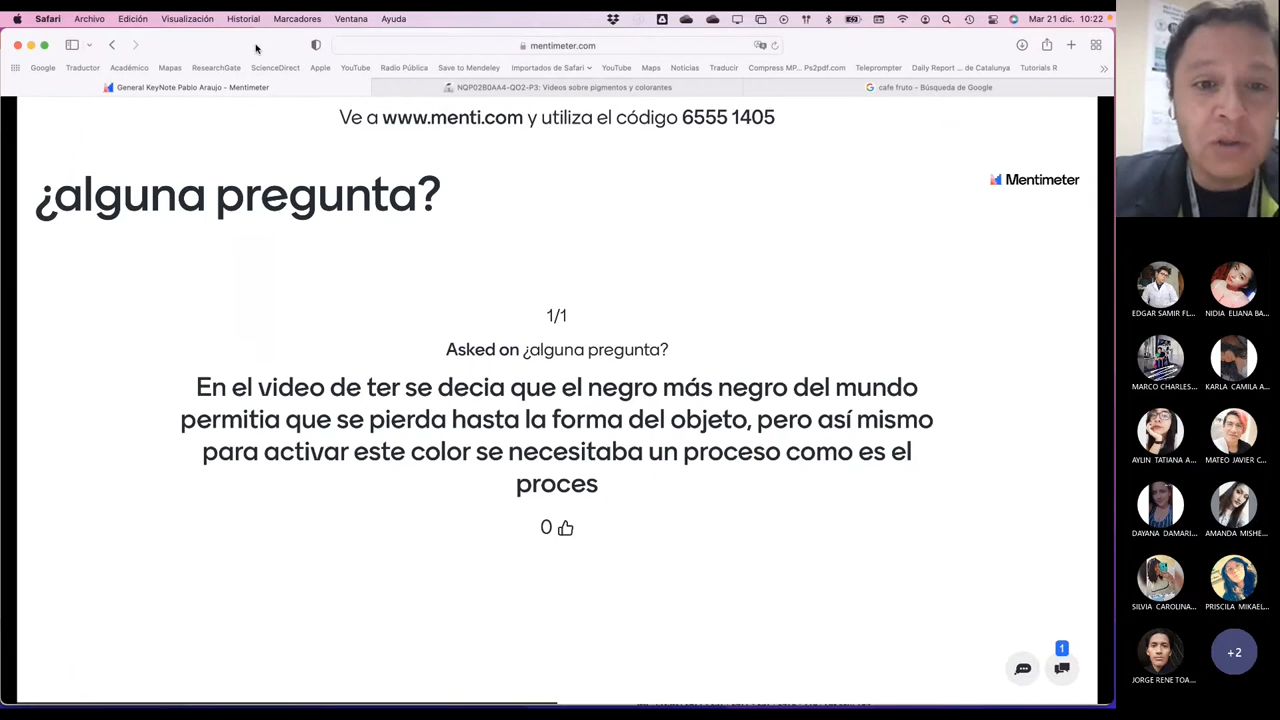 Safari Archivo Edición Visualización Historial Marcadores Ventana Ayuda Mar 21 dic. 10:22
mentimeter.com
Google Traductor Académico Mapas ResearchGate ScienceDirect Apple YouTube Radio Pública Save to Mendeley Importados de Safari YouTube Maps Noticias Traducir Compress MP... Ps2pdf.com Teleprompter Daily Report ... de Catalunya Tutorials R
General KeyNote Pablo Araujo - Mentimeter NQP02B0AA4-QO2-P3: Videos sobre pigmentos y colorantes cafe fruto - Búsqueda de Google
Ve a www.menti.com y utiliza el código 6555 1405
Mentimeter
¿alguna pregunta?
1/1
Asked on ¿alguna pregunta?
En el video de ter se decia que el negro más negro del mundo
permitia que se pierda hasta la forma del objeto, pero así mismo
para activar este color se necesitaba un proceso como es el
proces
0
1
EDGAR SAMIR FL... NIDIA ELIANA BA...
MARCO CHARLES... KARLA CAMILA A...
AYLIN TATIANA A... MATEO JAVIER C...
DAYANA DAMARI... AMANDA MISHE...
SILVIA CAROLINA... PRISCILA MIKAEL...
JORGE RENE TOA... +2